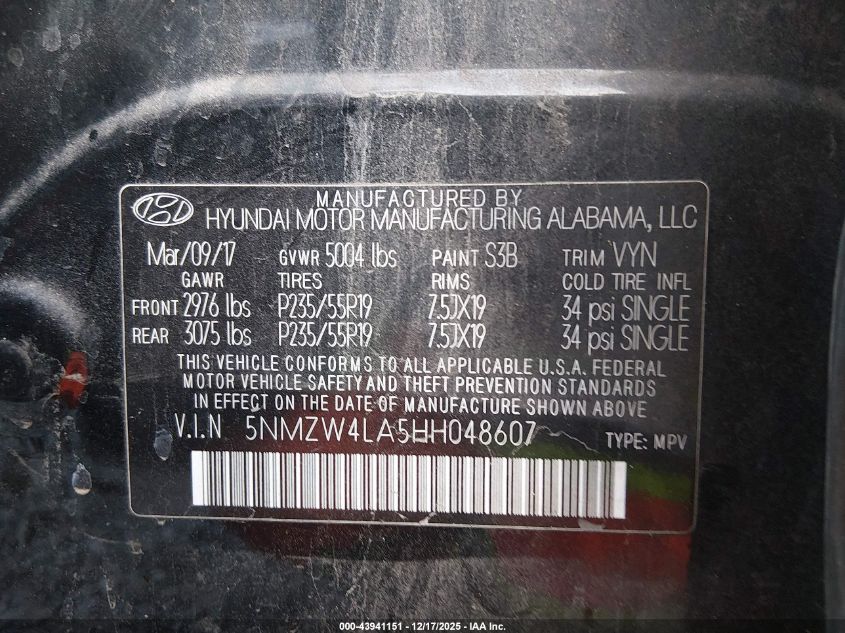 MANUFACTURED BY
HYUNDAI MOTOR MANUFACTURING ALABAMA, LLC
Mar/09/17 GVWR 5004 lbs PAINT S3B TRIM VYN
GAWR TIRES RIMS COLD TIRE INFL
FRONT 2976 lbs P235/55R19 7.5JX19 34 psi SINGLE
REAR 3075 lbs P235/55R19 7.5JX19 34 psi SINGLE
THIS VEHICLE CONFORMS TO ALL APPLICABLE U.S.A. FEDERAL
MOTOR VEHICLE SAFETY AND THEFT PREVENTION STANDARDS
IN EFFECT ON THE DATE OF MANUFACTURE SHOWN ABOVE
V.I.N 5NMZW4LA5HH048607 TYPE: MPV
000-43941151 — 12/17/2025 — IAA Inc.